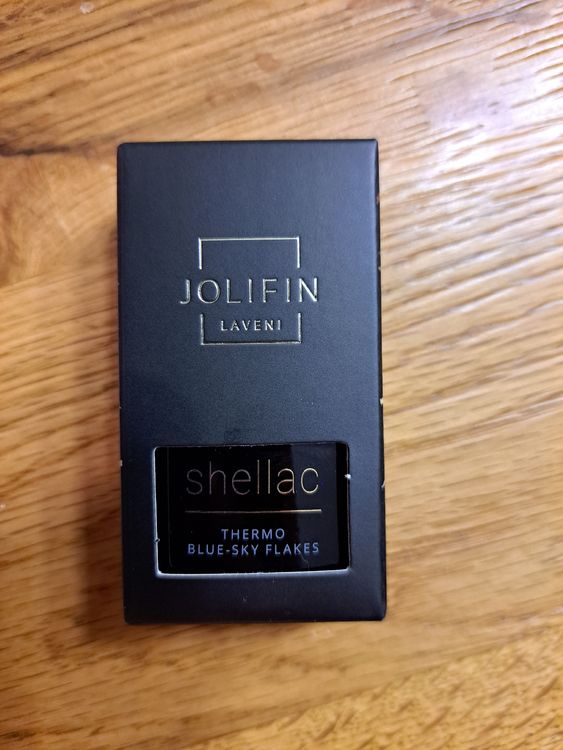 JOLIFIN
LAVENI
shellac
THERMO
BLUE-SKY FLAKES